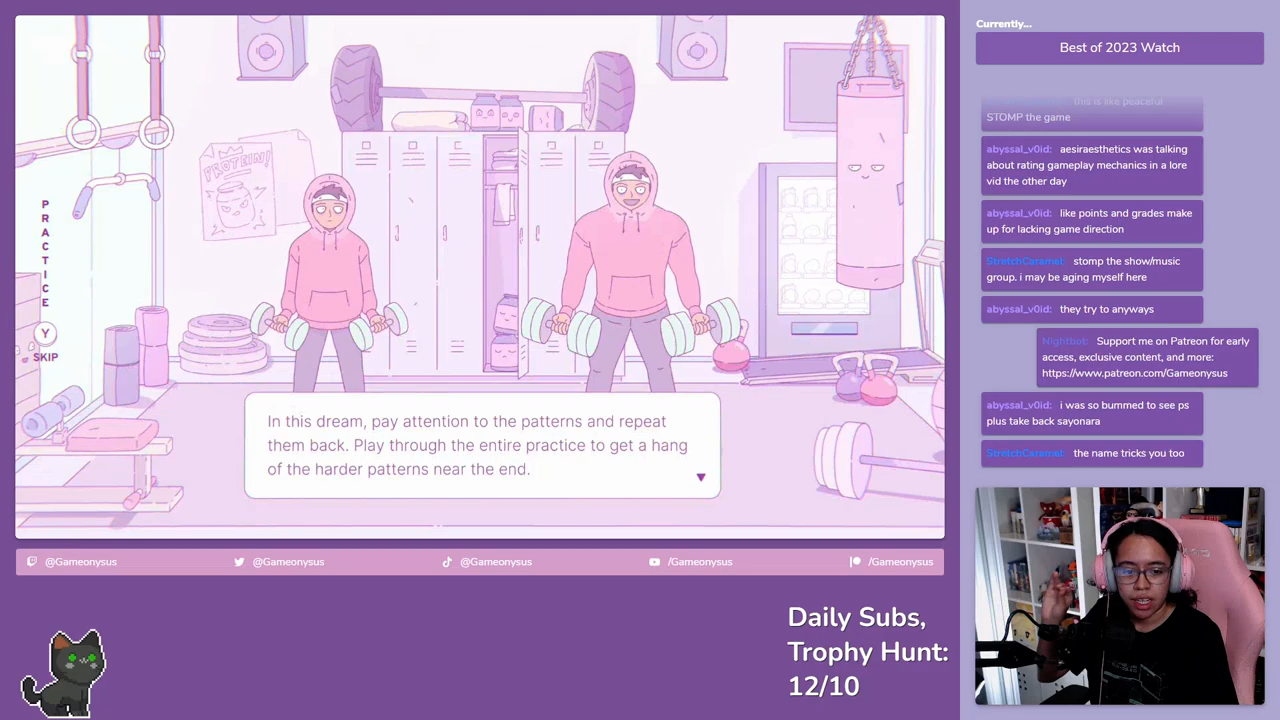 Currently...
Best of 2023 Watch
this is like peaceful
STOMP the game
abyssal_v0id: aesiraesthetics was talking
about rating gameplay mechanics in a lore
vid the other day
abyssal_v0id: like points and grades make
up for lacking game direction
StretchCaramel: stomp the show/music
group. i may be aging myself here
abyssal_v0id: they try to anyways
Nightbot: Support me on Patreon for early
access, exclusive content, and more:
https://www.patreon.com/Gameonysus
abyssal_v0id: i was so bummed to see ps
plus take back sayonara
StretchCaramel: the name tricks you too
PROTEIN!
PRACTICE
Y
SKIP
In this dream, pay attention to the patterns and repeat
them back. Play through the entire practice to get a hang
of the harder patterns near the end.
@Gameonysus
@Gameonysus
@Gameonysus
/Gameonysus
/Gameonysus
Daily Subs,
Trophy Hunt:
12/10